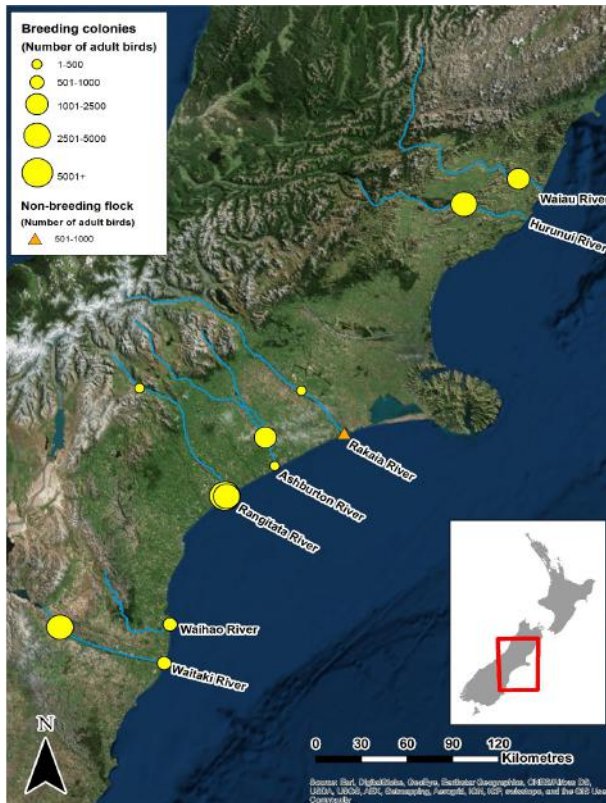 Breeding colonies
(Number of adult birds)
1-500
501-1000
1001-2500
2501-5000
5001+
Non-breeding flock
(Number of adult birds)
501-1000
Waiau River
Hurunui River
Rakaia River
Ashburton River
Rangitata River
Waihao River
Waitaki River
N
0 30 60 90 120
Kilometres
Source: Esri, DigitalGlobe, GeoEye, Earthstar Geographics, CNES/Airbus DS,
USDA, USGS, AEX, Getmapping, Aerogrid, IGN, IGP, swisstopo, and the GIS User
Community